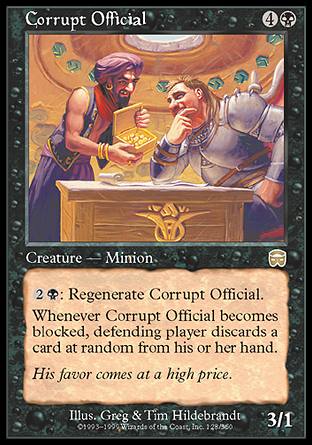 Corrupt Official 4
Creature — Minion
2 : Regenerate Corrupt Official.
Whenever Corrupt Official becomes
blocked, defending player discards a
card at random from his or her hand.
His favor comes at a high price.
Illus. Greg & Tim Hildebrandt
©1993-1999 Wizards of the Coast, Inc. 128/350
3/1